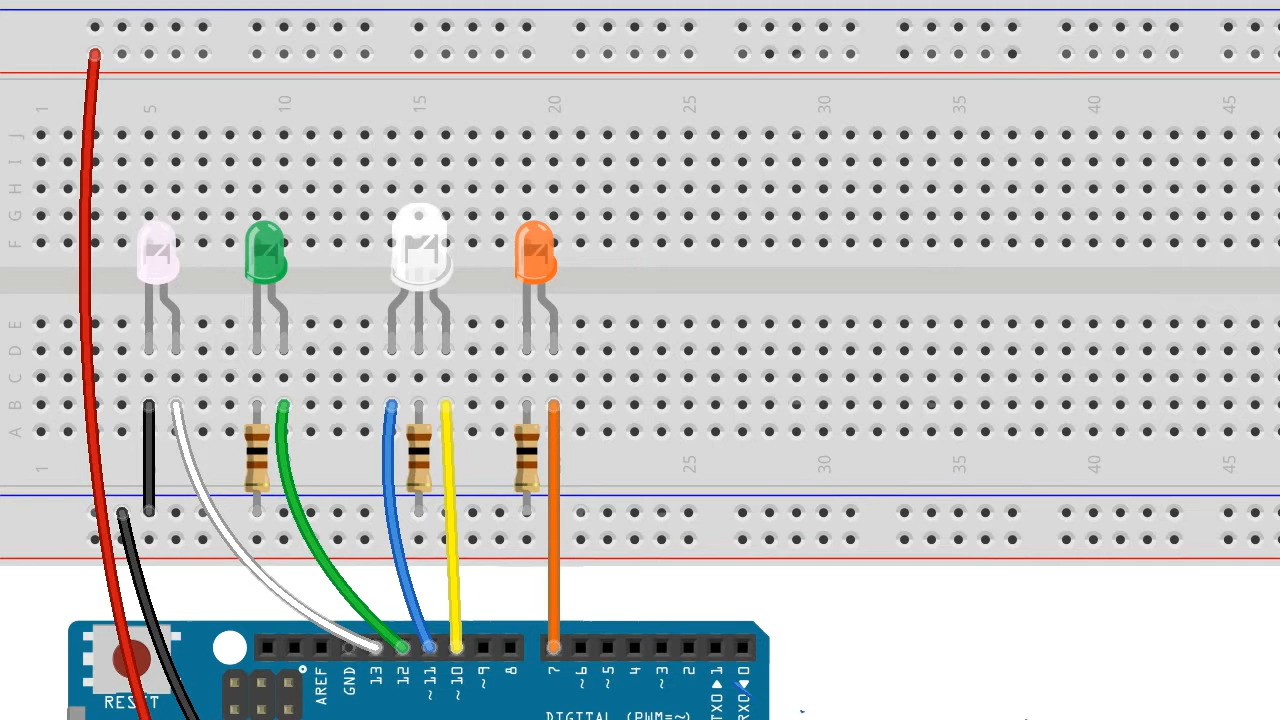 1 5 10 15 20 25 30 35 40 45
J
I
H
G
F
E
D
C
B
A
1 25 30 35 40 45
AREF GND 13 12 ~11 ~10 ~9 8 7 ~6 ~5 4 ~3 2 TX0▶1 RX0◀0
RESET
DIGITAL (PWM=~)